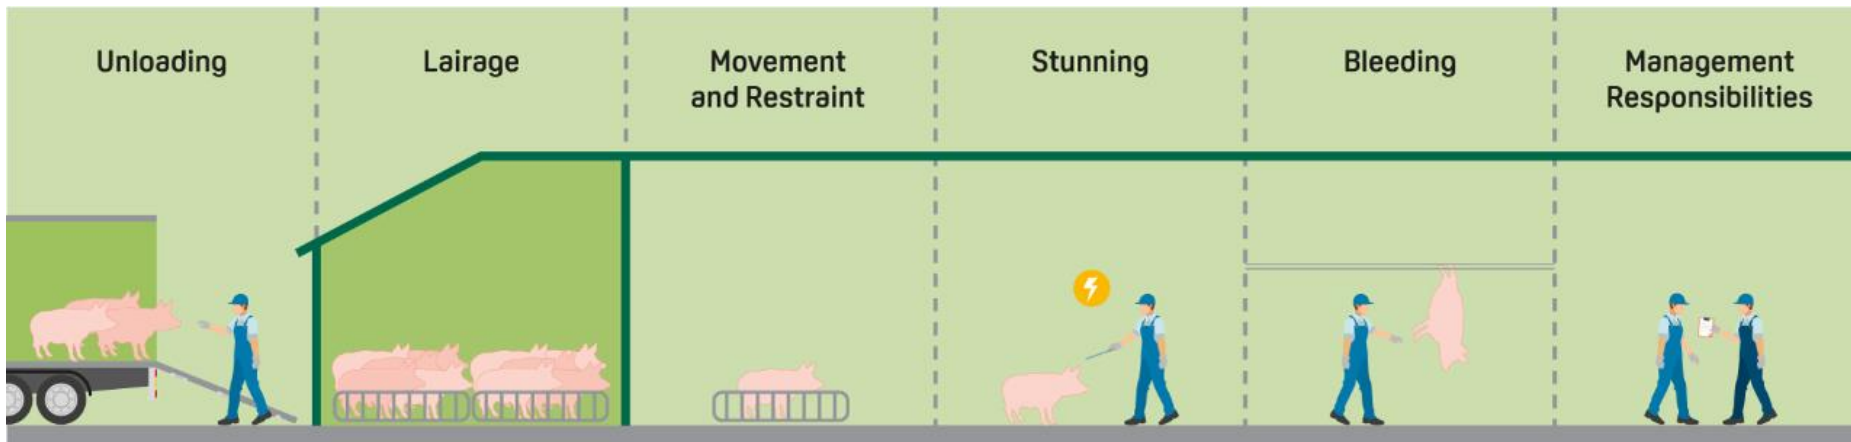 Unloading
Lairage
Movement
and Restraint
Stunning
Bleeding
Management
Responsibilities